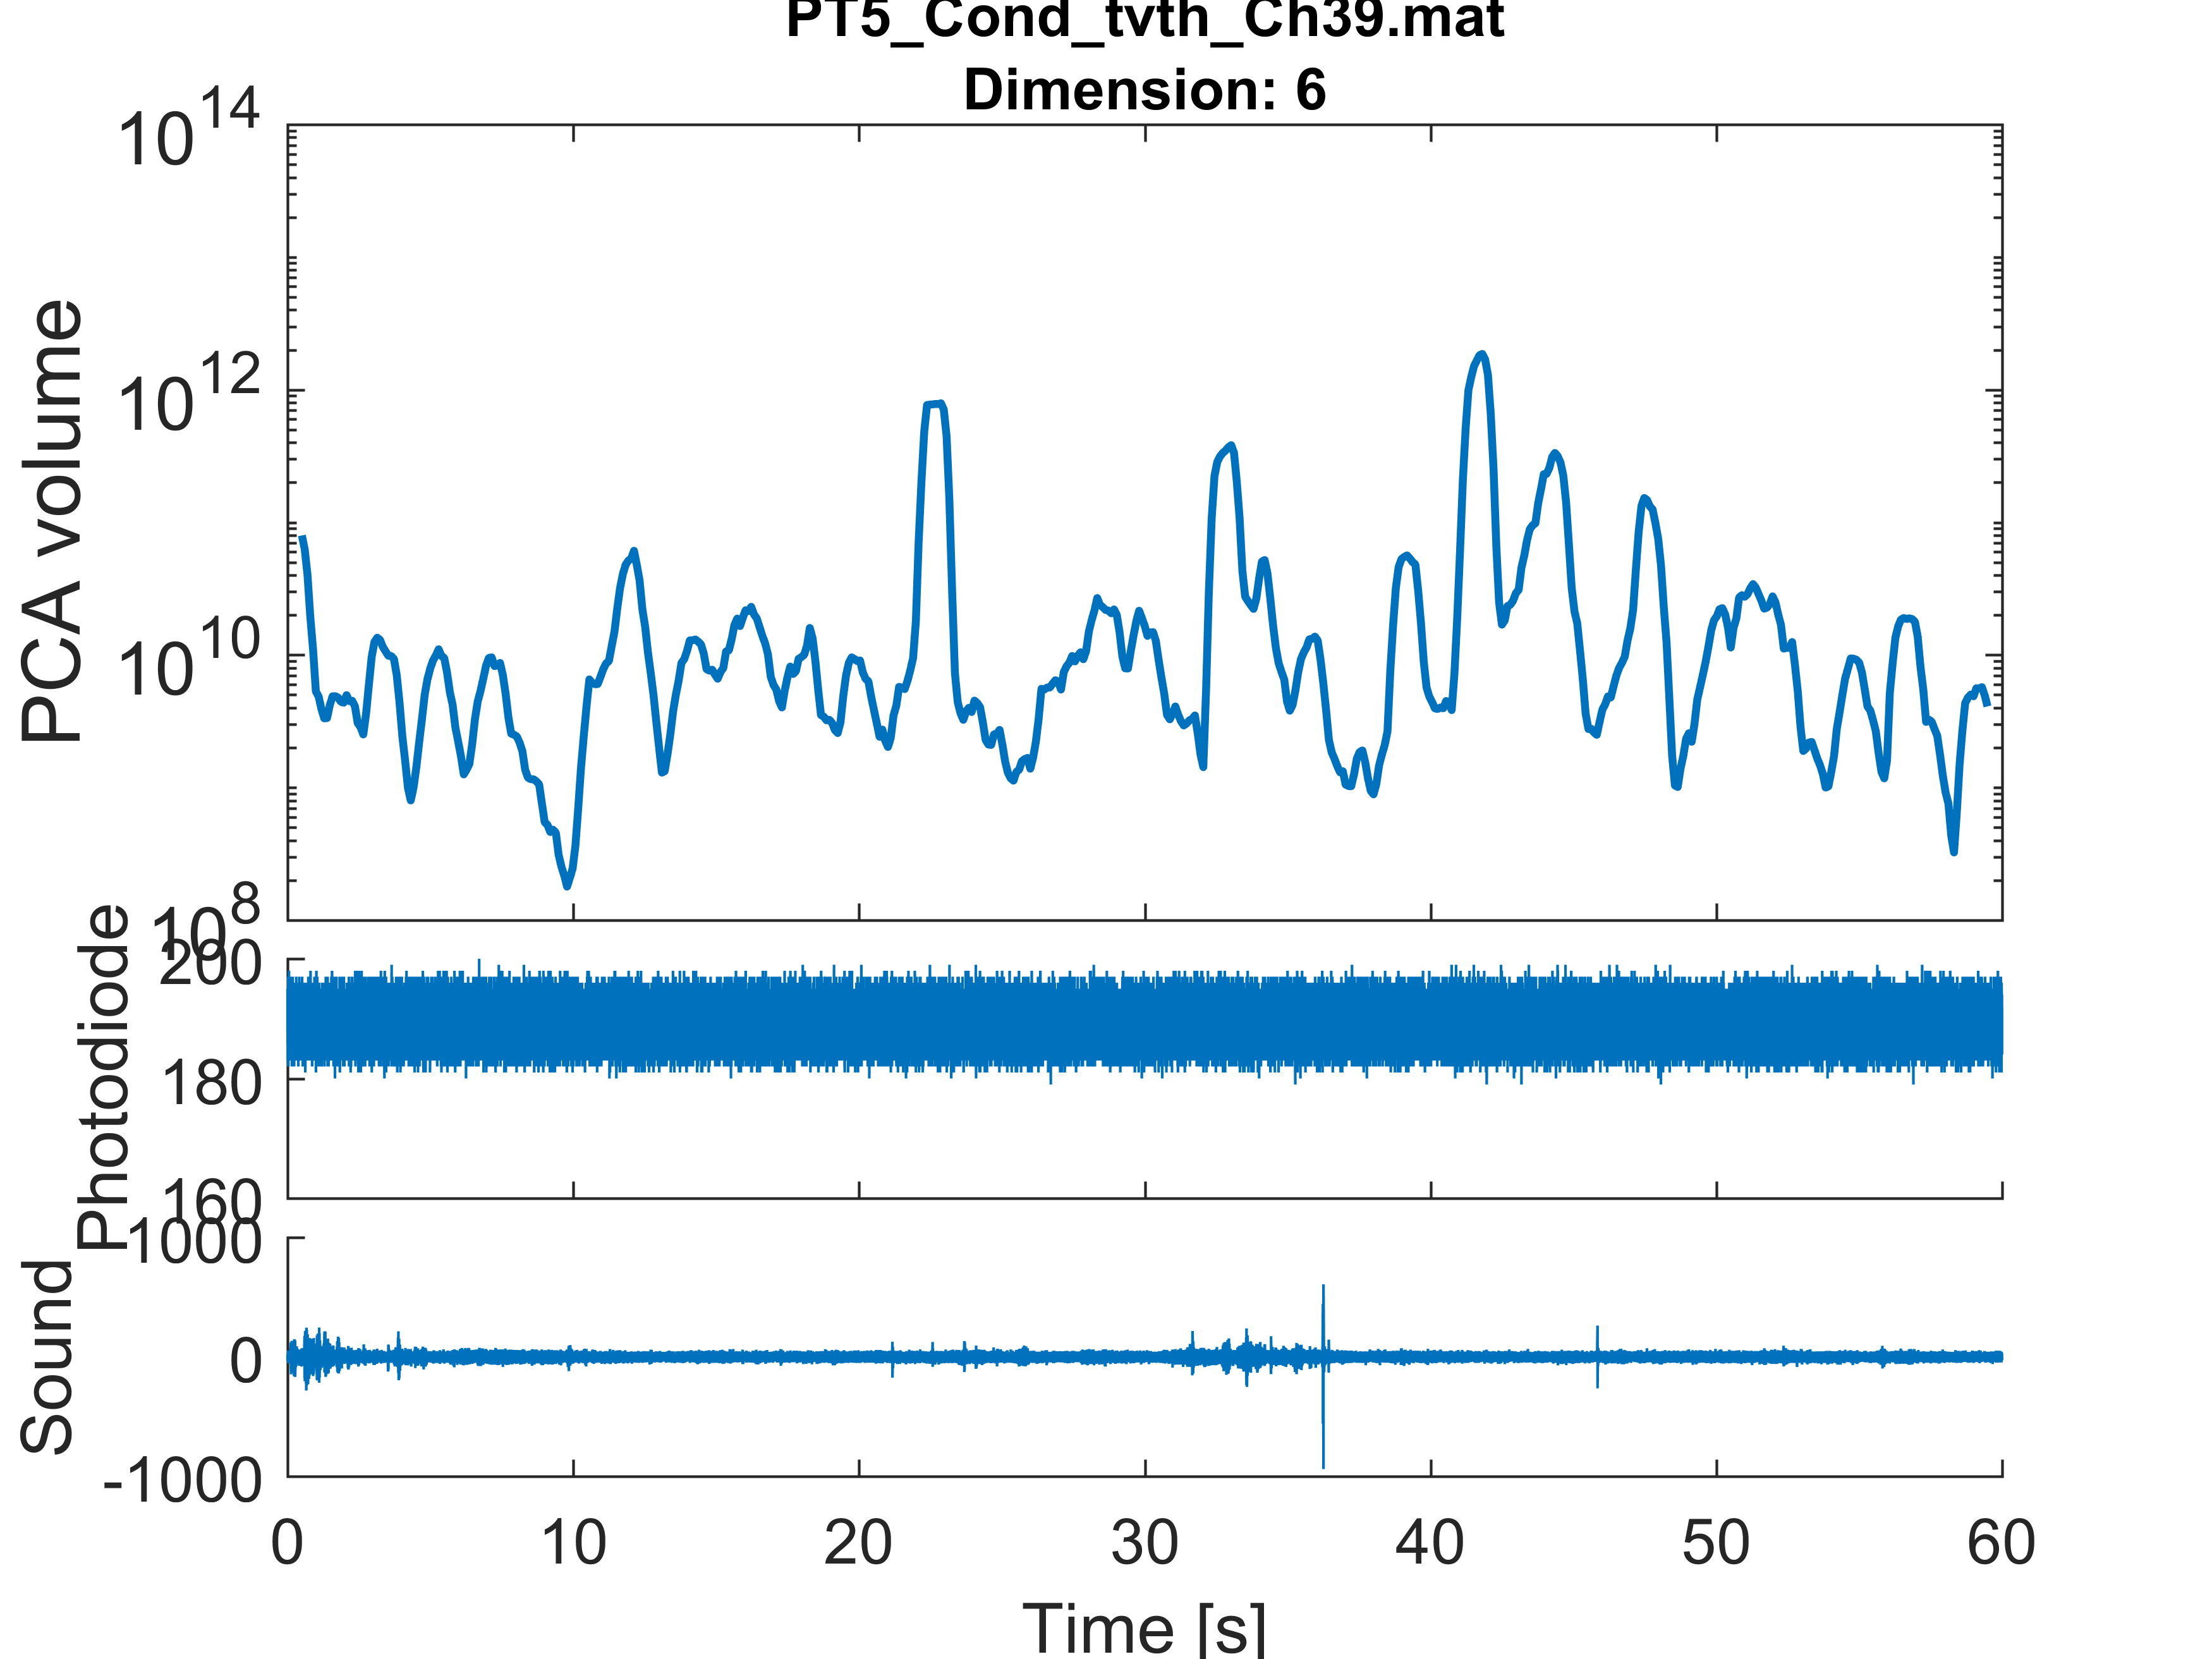 PT5_Cond_tvth_Ch39.mat
Dimension: 6
PCA volume
10^14
10^12
10^10
10^8
Photodiode
200
180
160
Sound
1000
0
-1000
0 10 20 30 40 50 60
Time [s]